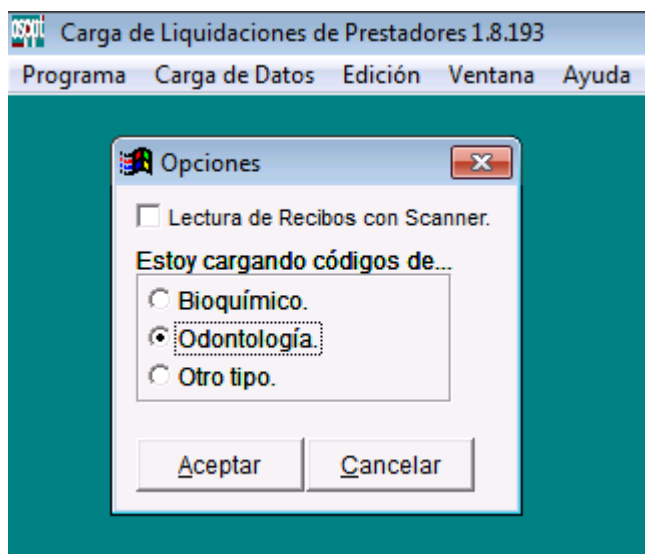 osppi Carga de Liquidaciones de Prestadores 1.8.193
Programa Carga de Datos Edición Ventana Ayuda
Opciones
Lectura de Recibos con Scanner.
Estoy cargando códigos de...
Bioquímico.
Odontología.
Otro tipo.
Aceptar Cancelar